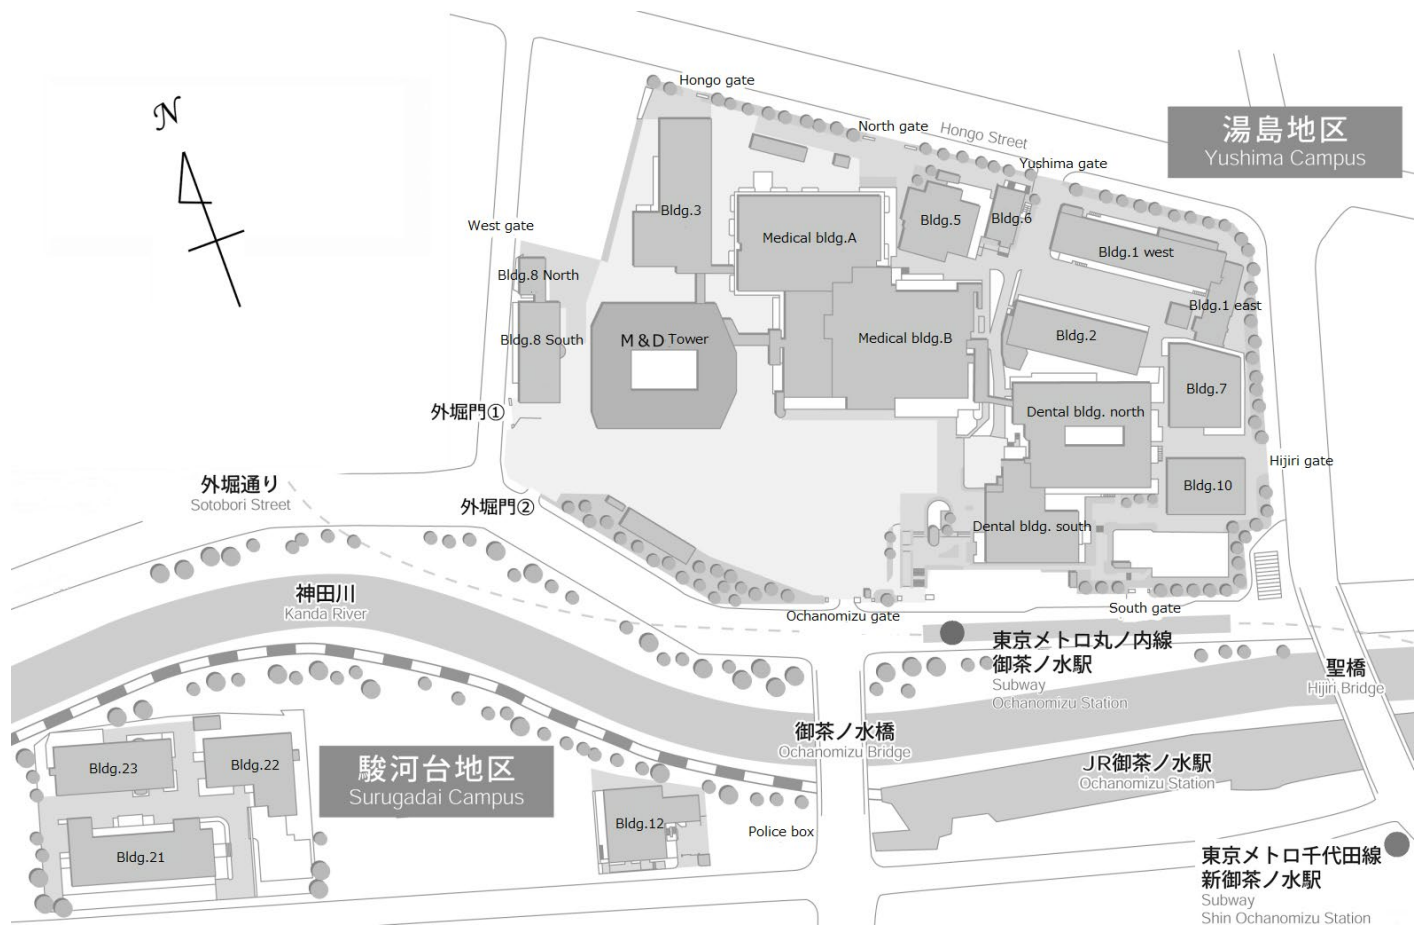 N
Hongo gate
North gate
Hongo Street
Yushima gate
湯島地区
Yushima Campus
West gate
Bldg.3
Medical bldg.A
Bldg.5
Bldg.6
Bldg.1 west
Bldg.8 North
Bldg.1 east
Bldg.8 South
M&D Tower
Medical bldg.B
Bldg.2
Bldg.7
外堀門①
Dental bldg. north
Hijiri gate
外堀通り
Sotobori Street
外堀門②
Bldg.10
Dental bldg. south
神田川
Kanda River
Ochanomizu gate
South gate
東京メトロ丸ノ内線
御茶ノ水駅
Subway
Ochanomizu Station
聖橋
Hijiri Bridge
御茶ノ水橋
Ochanomizu Bridge
JR御茶ノ水駅
Ochanomizu Station
Bldg.23
Bldg.22
駿河台地区
Surugadai Campus
Bldg.12
Police box
Bldg.21
東京メトロ千代田線
新御茶ノ水駅
Subway
Shin Ochanomizu Station